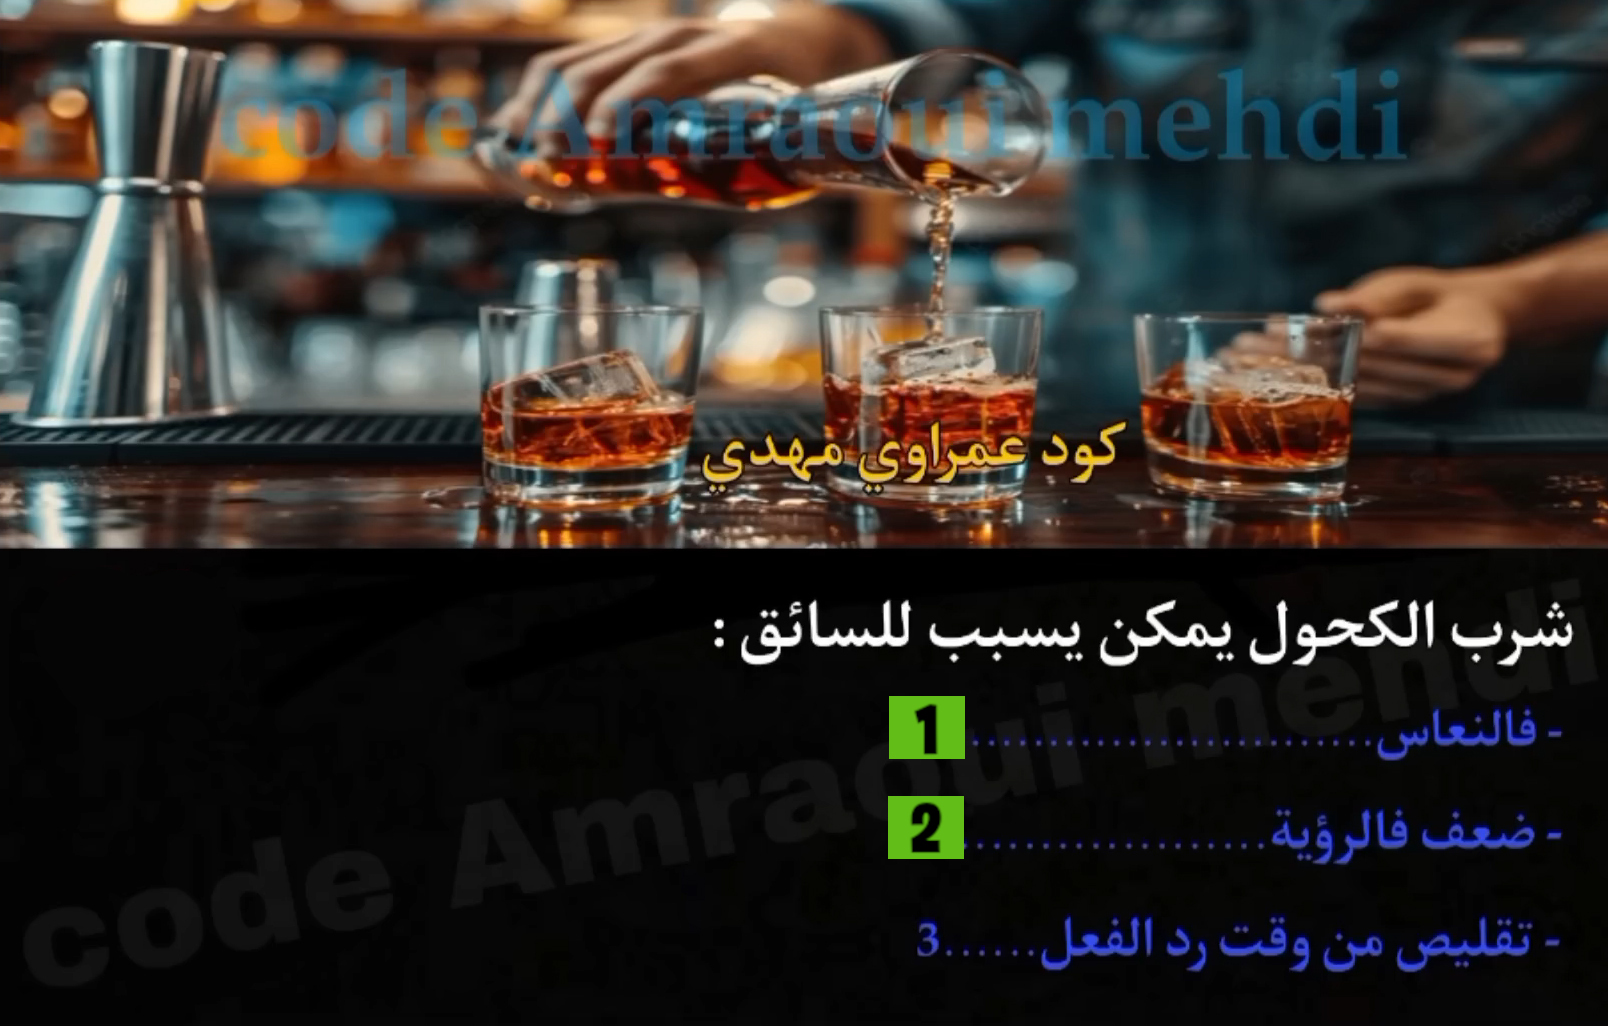 code Amraoui mehdi
كود عمراوي مهدي
شرب الكحول يمكن يسبب للسائق :
- فالنعاس.......................... 1
- ضعف فالرؤية.................... 2
- تقليص من وقت رد الفعل......3
code Amraoui mehdi